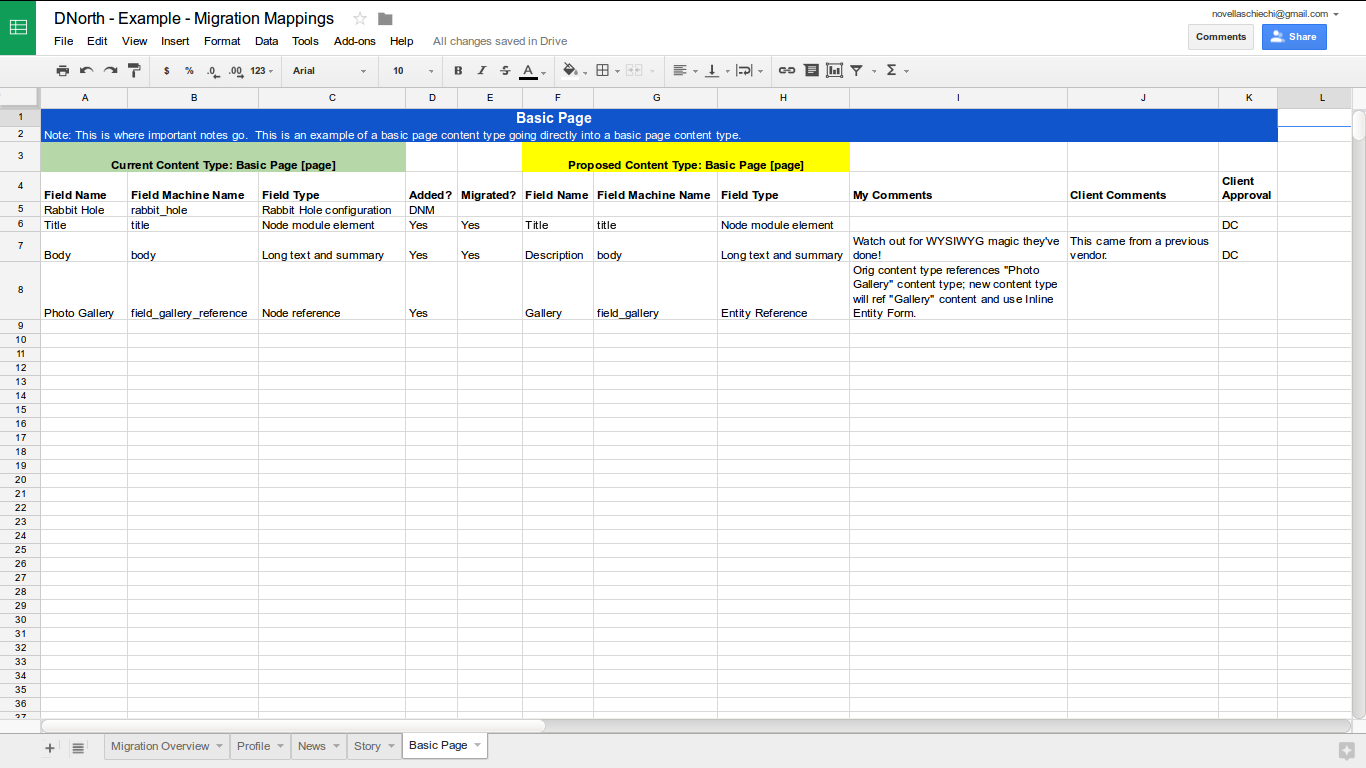 DNorth - Example - Migration Mappings
novellaschiechi@gmail.com
File Edit View Insert Format Data Tools Add-ons Help All changes saved in Drive
Comments Share
$ % .0 .00 123 Arial 10 B I S A Σ
A B C D E F G H I J K L
1 Basic Page
2 Note: This is where important notes go. This is an example of a basic page content type going directly into a basic page content type.
3 Current Content Type: Basic Page [page] Proposed Content Type: Basic Page [page]
4 Field Name Field Machine Name Field Type Added? Migrated? Field Name Field Machine Name Field Type My Comments Client Comments Client
Approval
5 Rabbit Hole rabbit_hole Rabbit Hole configuration DNM
6 Title title Node module element Yes Yes Title title Node module element DC
7 Body body Long text and summary Yes Yes Description body Long text and summary Watch out for WYSIWYG magic they've
done! This came from a previous
vendor. DC
8 Photo Gallery field_gallery_reference Node reference Yes Gallery field_gallery Entity Reference Orig content type references "Photo
Gallery" content type; new content type
will ref "Gallery" content and use Inline
Entity Form.
9
10
11
12
13
14
15
16
17
18
19
20
21
22
23
24
25
26
27
28
29
30
31
32
33
34
35
36
37
+ Migration Overview Profile News Story Basic Page